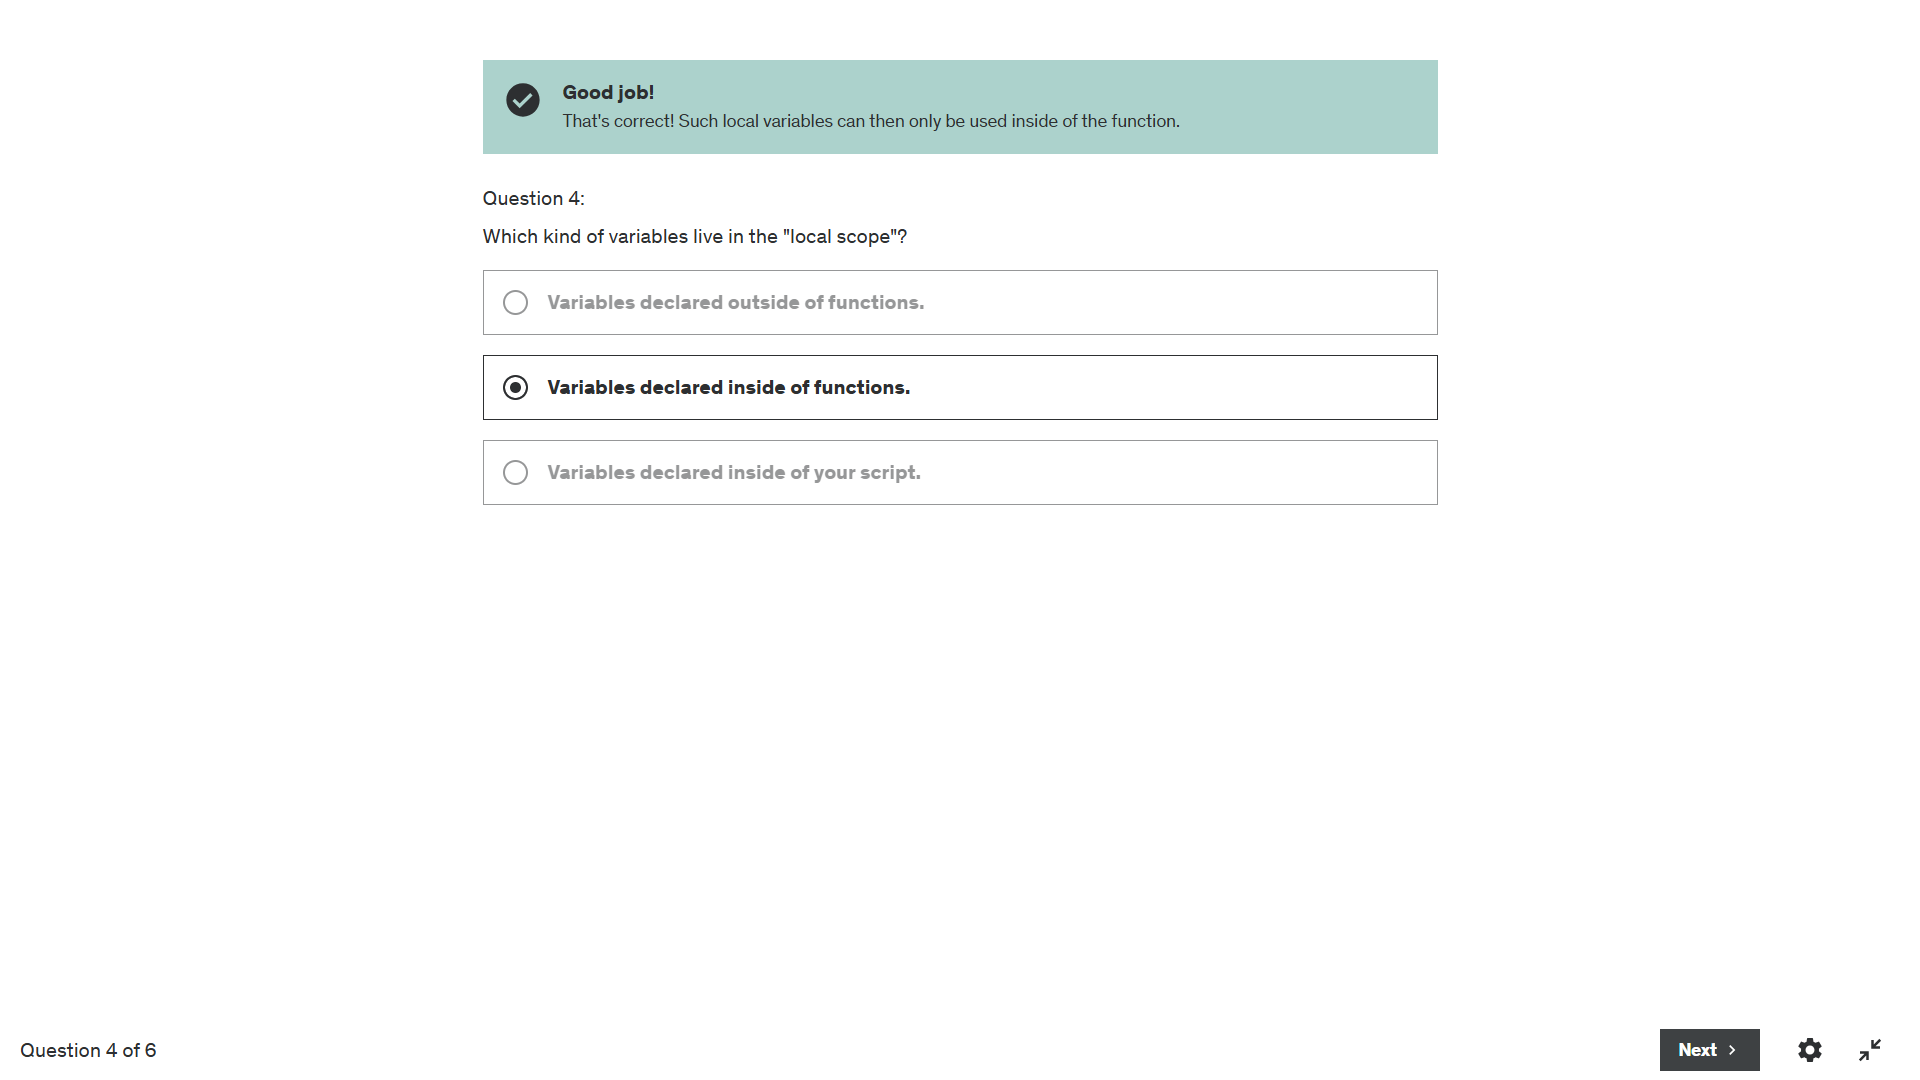 Good job!
That's correct! Such local variables can then only be used inside of the function.
Question 4:
Which kind of variables live in the "local scope"?
Variables declared outside of functions.
Variables declared inside of functions.
Variables declared inside of your script.
Question 4 of 6
Next